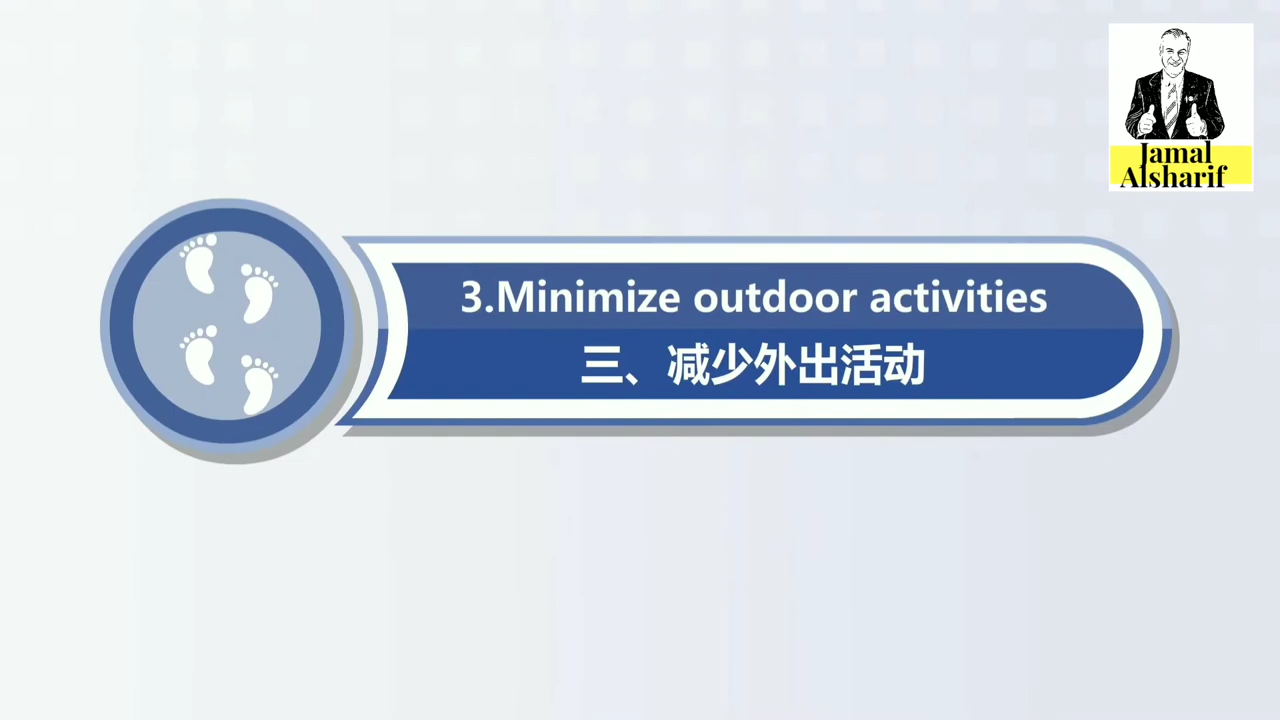 Jamal
Alsharif
3.Minimize outdoor activities
三、减少外出活动